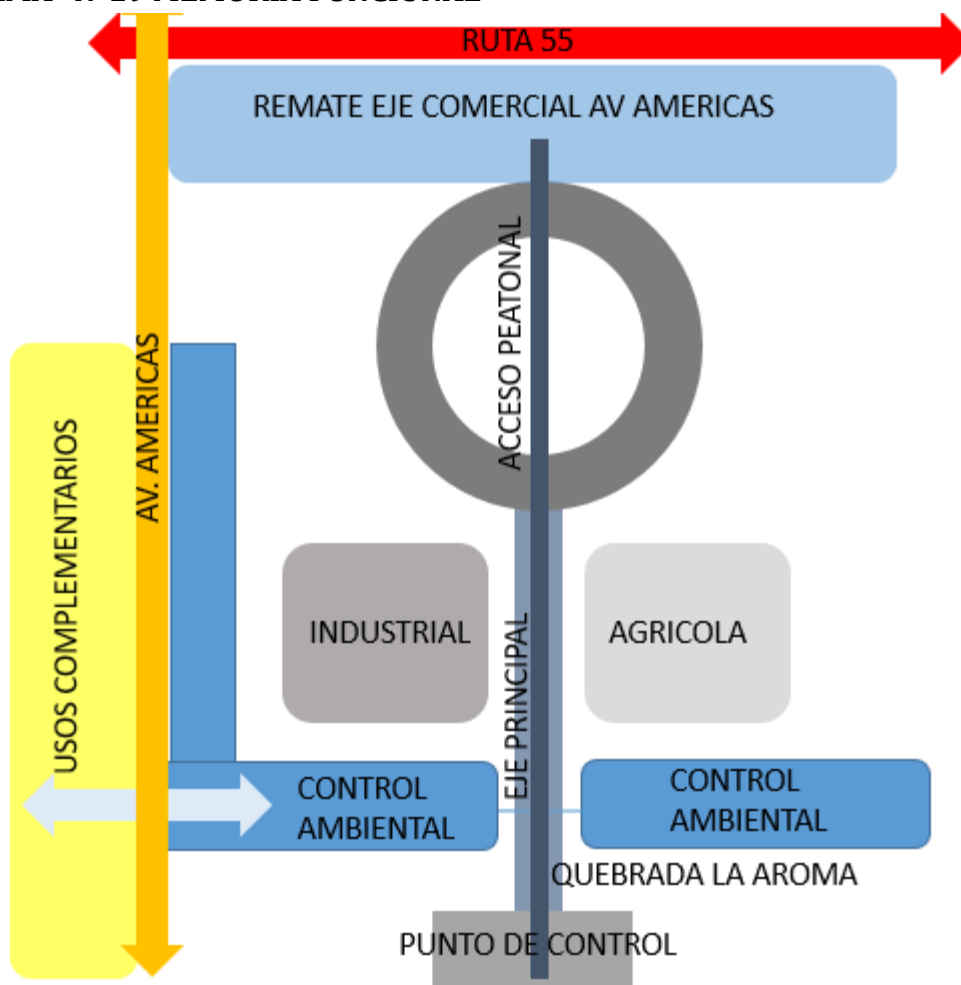 RUTA 55
REMATE EJE COMERCIAL AV AMERICAS
ACCESO PEATONAL
AV. AMERICAS
USOS COMPLEMENTARIOS
INDUSTRIAL
AGRICOLA
EJE PRINCIPAL
CONTROL
AMBIENTAL
CONTROL
AMBIENTAL
QUEBRADA LA AROMA
PUNTO DE CONTROL